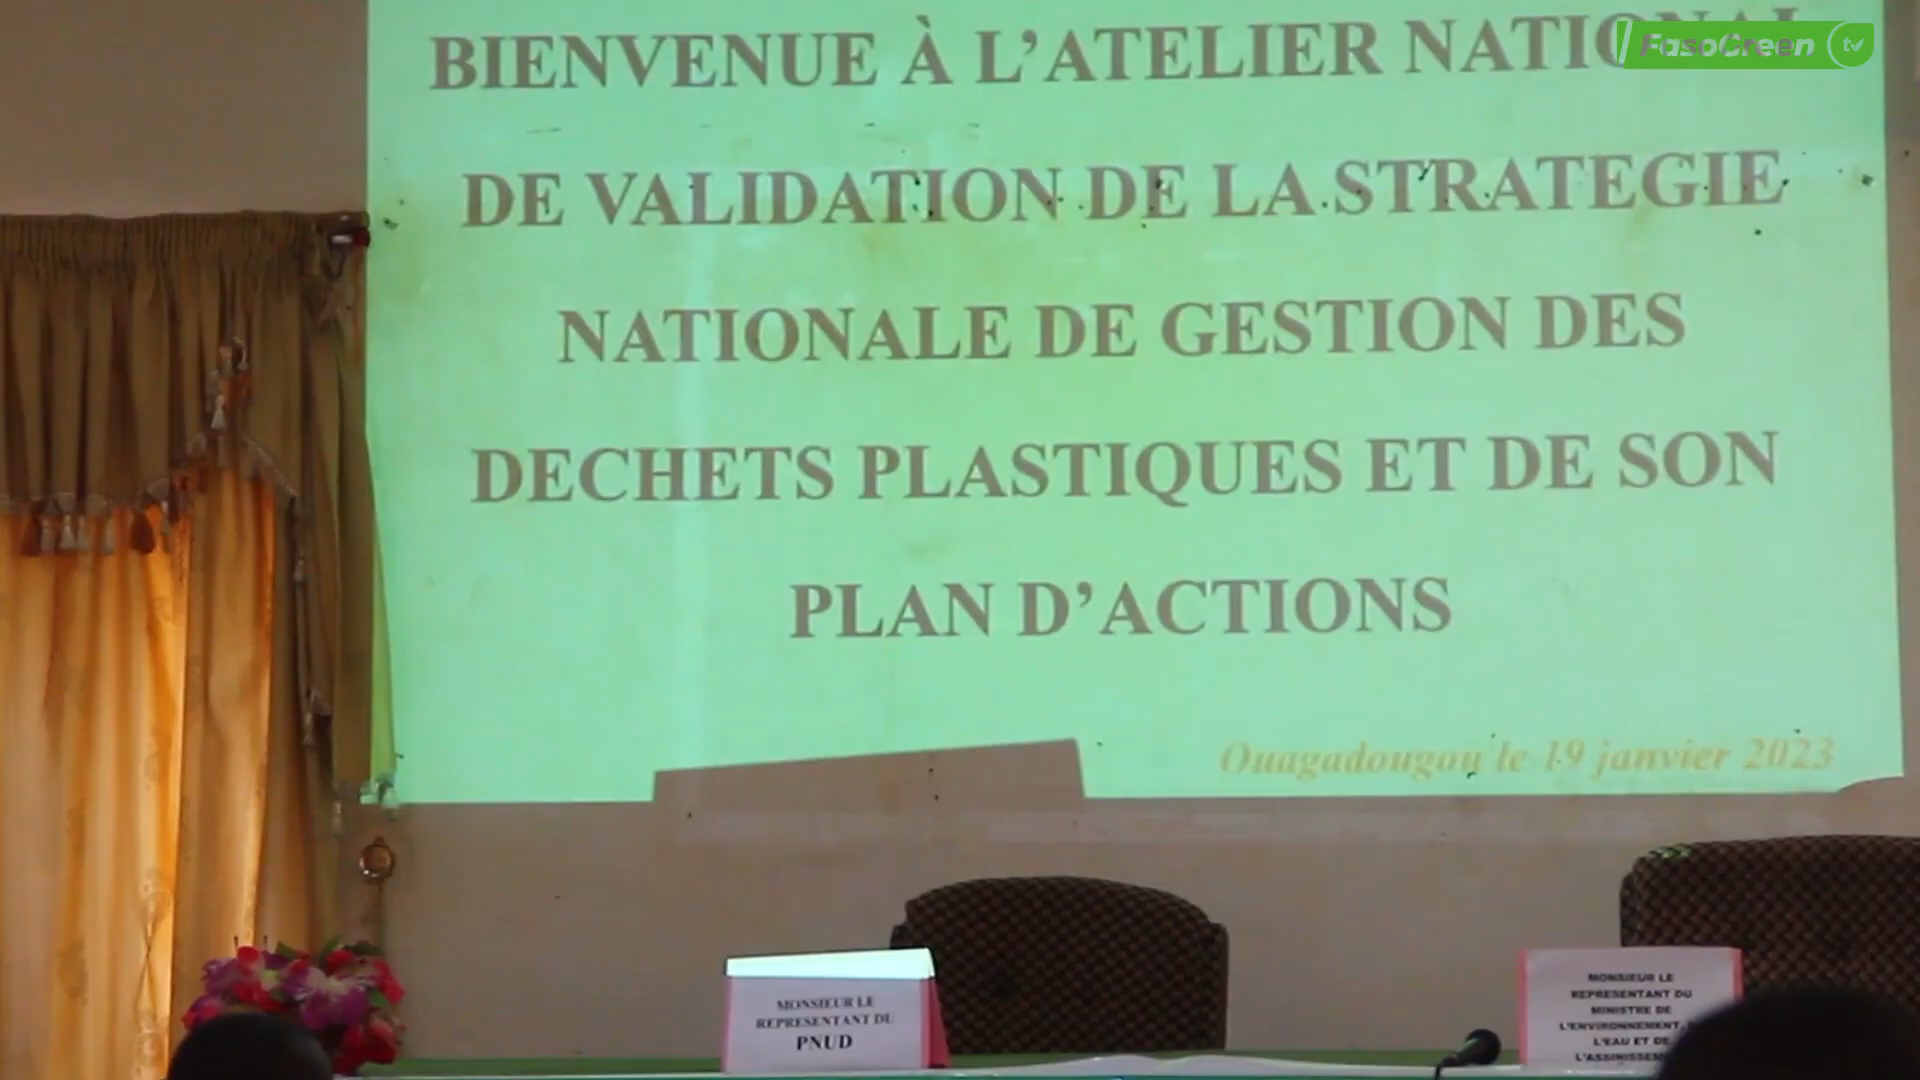 BIENVENUE À L'ATELIER NATIONAL
FasoGreen tv
DE VALIDATION DE LA STRATEGIE
NATIONALE DE GESTION DES
DECHETS PLASTIQUES ET DE SON
PLAN D'ACTIONS
Ouagadougou le 19 janvier 2023
MONSIEUR LE
REPRESENTANT DU
PNUD
MONSIEUR LE
REPRESENTANT DU
MINISTRE DE
L'ENVIRONNEMENT,
L'EAU ET DE